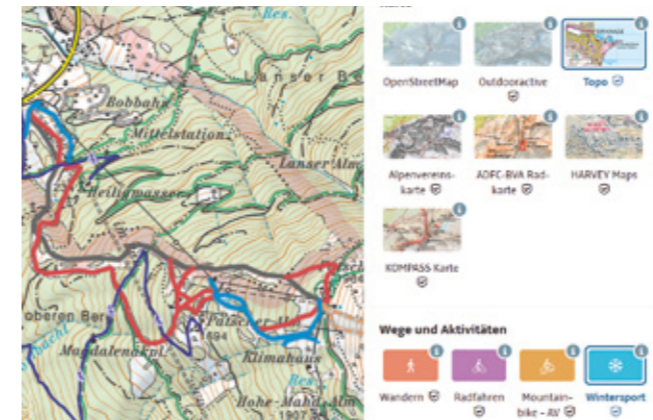 Res.
Lanser Be
Bobbahn
Mittelstation
Lanser Alm
Heiligwasser
oberen Ber
Patscher
Magdalenakpl.
Klimahaus
Res.
Hohe-Mahd-Alm
1907
OpenStreetMap
Outdooractive
Topo
Alpenvereins-
karte
ADFC-BVA Rad-
karte
HARVEY Maps
KOMPASS Karte
Wege und Aktivitäten
Wandern
Radfahren
Mountain-
bike - AV
Wintersport